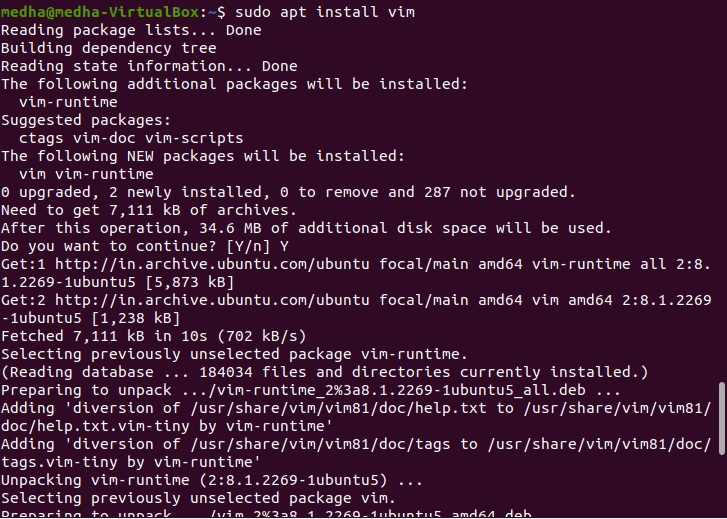 medha@medha-VirtualBox:~$ sudo apt install vim
Reading package lists... Done
Building dependency tree
Reading state information... Done
The following additional packages will be installed:
  vim-runtime
Suggested packages:
  ctags vim-doc vim-scripts
The following NEW packages will be installed:
  vim vim-runtime
0 upgraded, 2 newly installed, 0 to remove and 287 not upgraded.
Need to get 7,111 kB of archives.
After this operation, 34.6 MB of additional disk space will be used.
Do you want to continue? [Y/n] Y
Get:1 http://in.archive.ubuntu.com/ubuntu focal/main amd64 vim-runtime all 2:8.
1.2269-1ubuntu5 [5,873 kB]
Get:2 http://in.archive.ubuntu.com/ubuntu focal/main amd64 vim amd64 2:8.1.2269
-1ubuntu5 [1,238 kB]
Fetched 7,111 kB in 10s (702 kB/s)
Selecting previously unselected package vim-runtime.
(Reading database ... 184034 files and directories currently installed.)
Preparing to unpack .../vim-runtime_2%3a8.1.2269-1ubuntu5_all.deb ...
Adding 'diversion of /usr/share/vim/vim81/doc/help.txt to /usr/share/vim/vim81/
doc/help.txt.vim-tiny by vim-runtime'
Adding 'diversion of /usr/share/vim/vim81/doc/tags to /usr/share/vim/vim81/doc/
tags.vim-tiny by vim-runtime'
Unpacking vim-runtime (2:8.1.2269-1ubuntu5) ...
Selecting previously unselected package vim.
Preparing to unpack .../vim_2%3a8.1.2269-1ubuntu5_amd64.deb ...